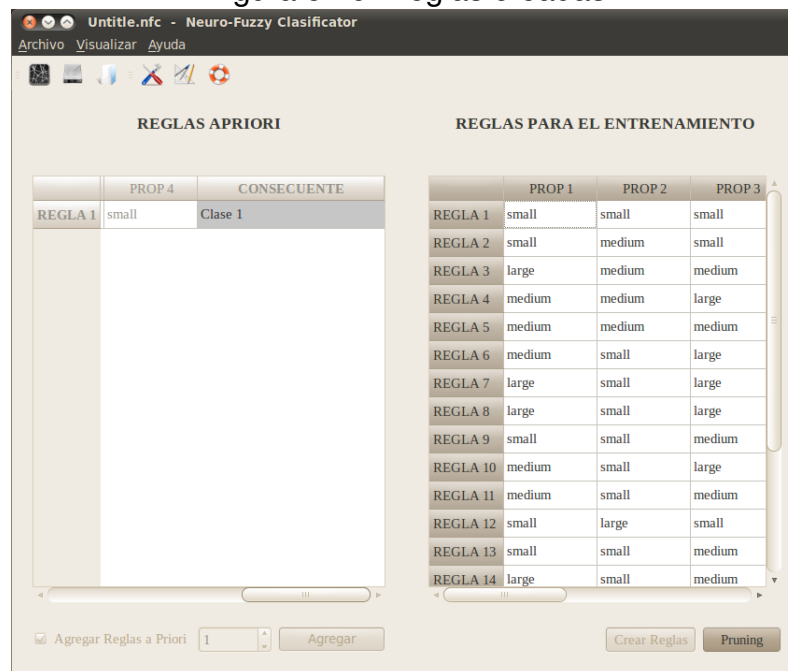 Untitle.nfc - Neuro-Fuzzy Clasificator
Archivo Visualizar Ayuda
REGLAS APRIORI
PROP 4 CONSECUENTE
REGLA 1 small Clase 1
Agregar Reglas a Priori 1 Agregar
REGLAS PARA EL ENTRENAMIENTO
PROP 1 PROP 2 PROP 3
REGLA 1 small small small
REGLA 2 small medium small
REGLA 3 large medium medium
REGLA 4 medium medium large
REGLA 5 medium medium medium
REGLA 6 medium small large
REGLA 7 large small large
REGLA 8 large small large
REGLA 9 small small medium
REGLA 10 medium small large
REGLA 11 medium small medium
REGLA 12 small large small
REGLA 13 small small medium
REGLA 14 large small medium
Crear Reglas Pruning